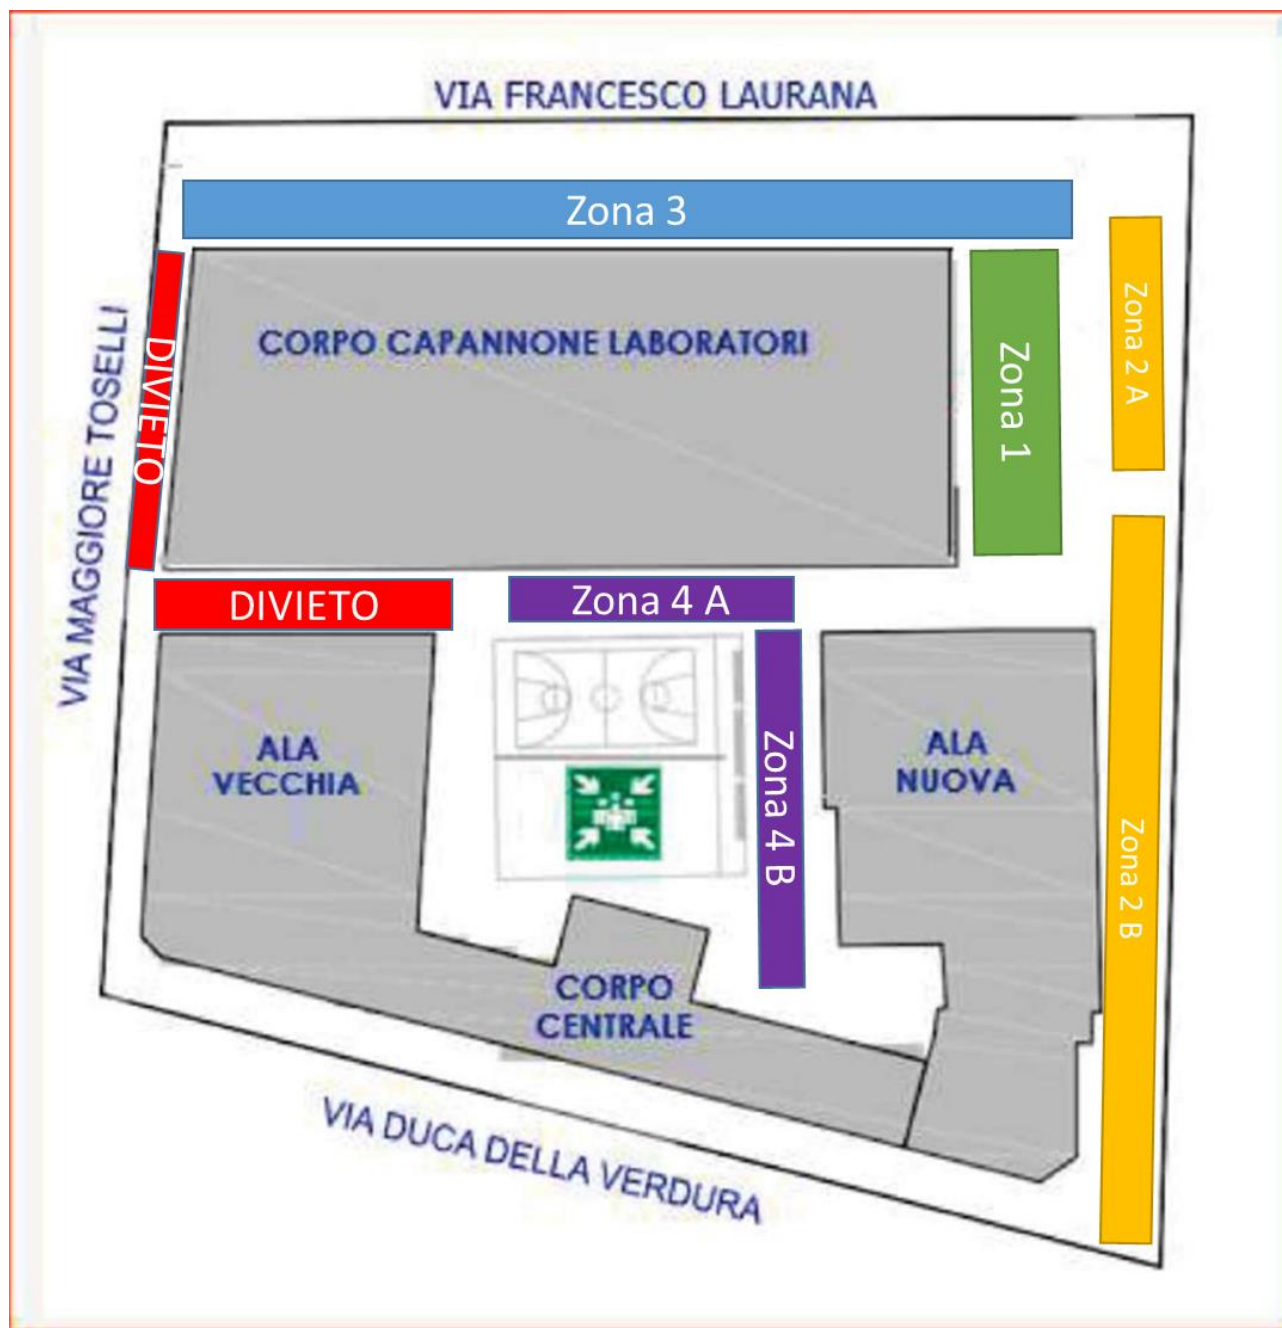 VIA FRANCESCO LAURANA
Zona 3
VIA MAGGIORE TOSELLI
DIVIETO
CORPO CAPANNONE LABORATORI
Zona 1
Zona 2 A
DIVIETO
Zona 4 A
ALA
VECCHIA
Zona 4 B
ALA
NUOVA
Zona 2 B
CORPO
CENTRALE
VIA DUCA DELLA VERDURA